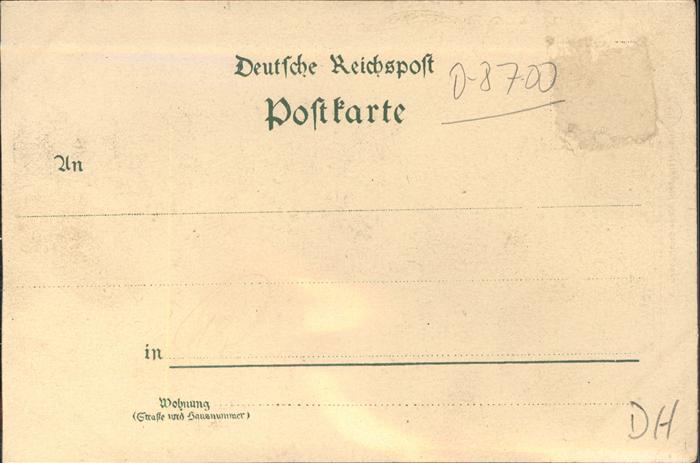 Deutsche Reichspost
D-8700
Postkarte
An
in
Wohnung
(Straße und Hausnummer)
DH